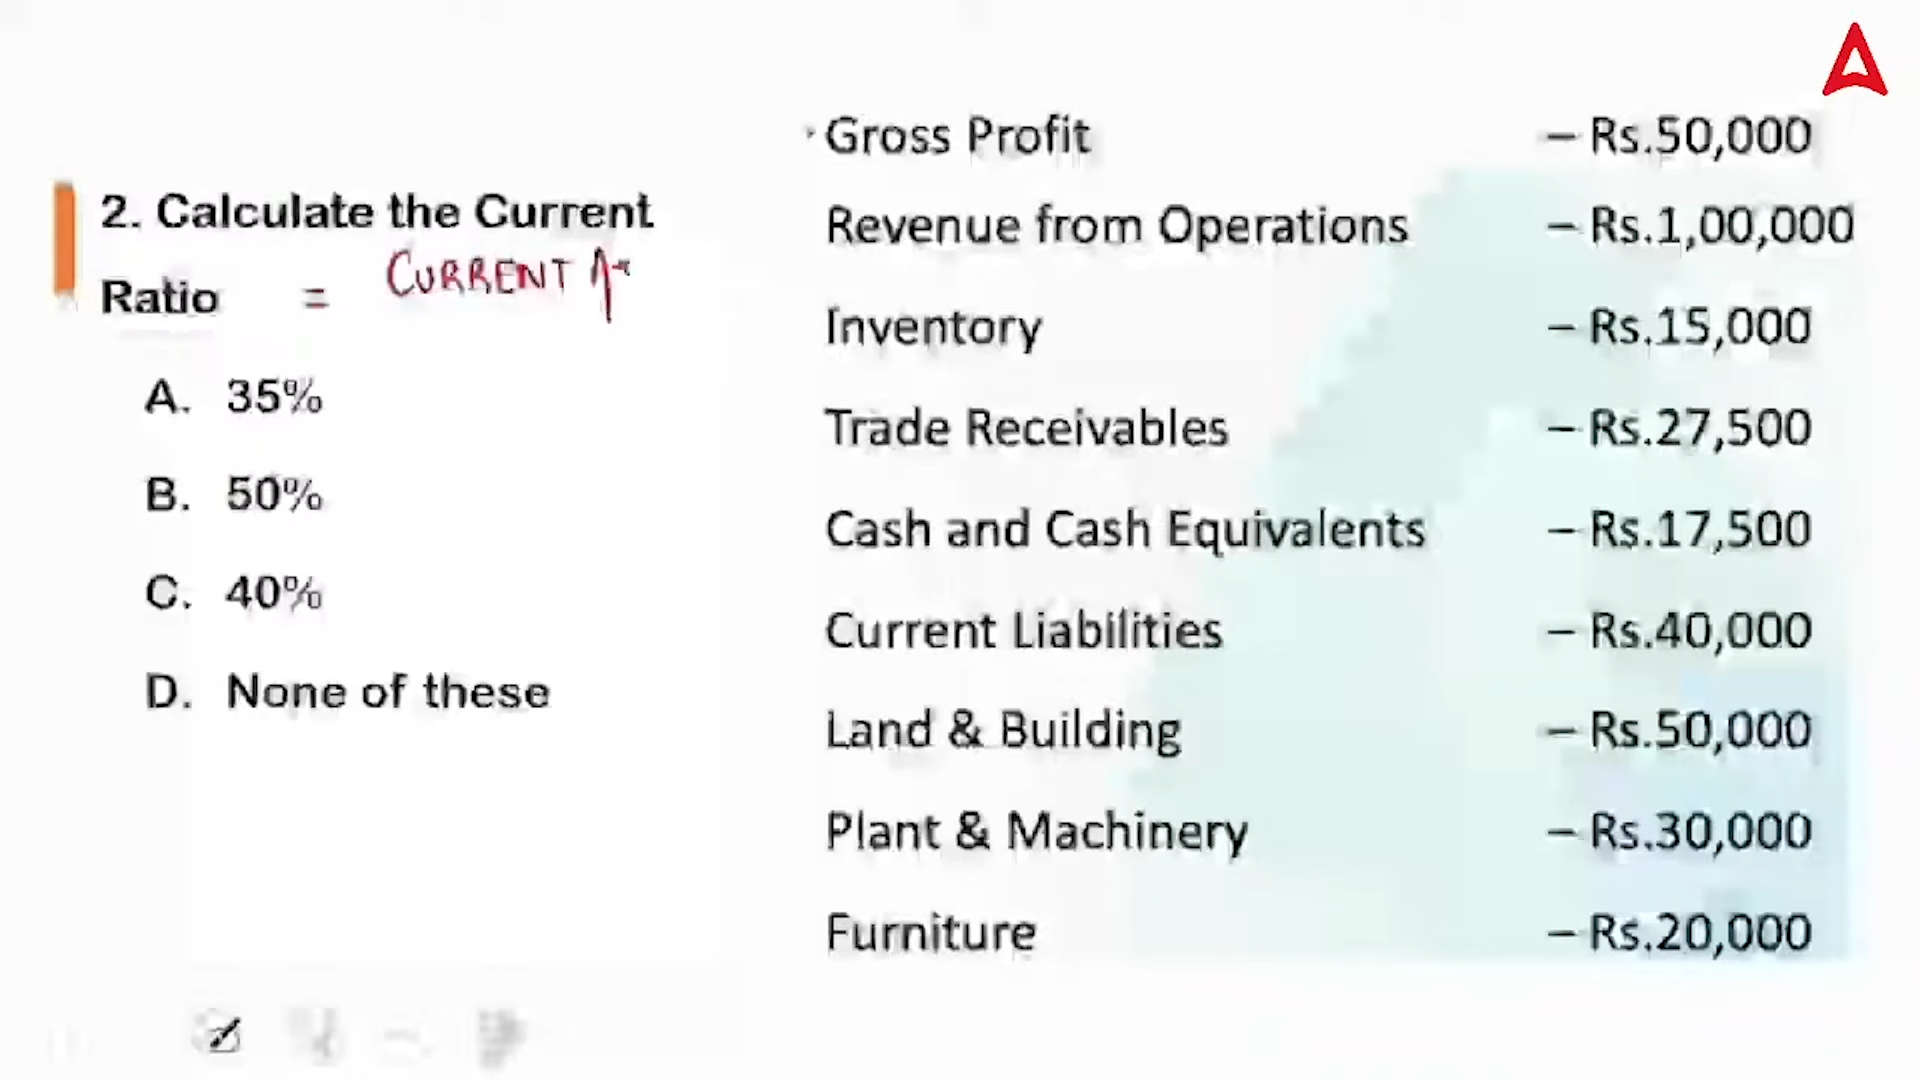 2. Calculate the Current
Ratio = CURRENT
A. 35%
B. 50%
C. 40%
D. None of these
Gross Profit – Rs.50,000
Revenue from Operations – Rs.1,00,000
Inventory – Rs.15,000
Trade Receivables – Rs.27,500
Cash and Cash Equivalents – Rs.17,500
Current Liabilities – Rs.40,000
Land & Building – Rs.50,000
Plant & Machinery – Rs.30,000
Furniture – Rs.20,000